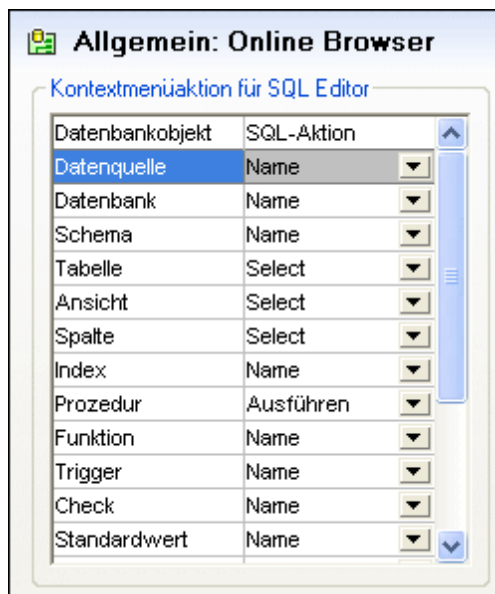 Allgemein: Online Browser
Kontextmenüaktion für SQL Editor
Datenbankobjekt SQL-Aktion
Datenquelle Name
Datenbank Name
Schema Name
Tabelle Select
Ansicht Select
Spalte Select
Index Name
Prozedur Ausführen
Funktion Name
Trigger Name
Check Name
Standardwert Name